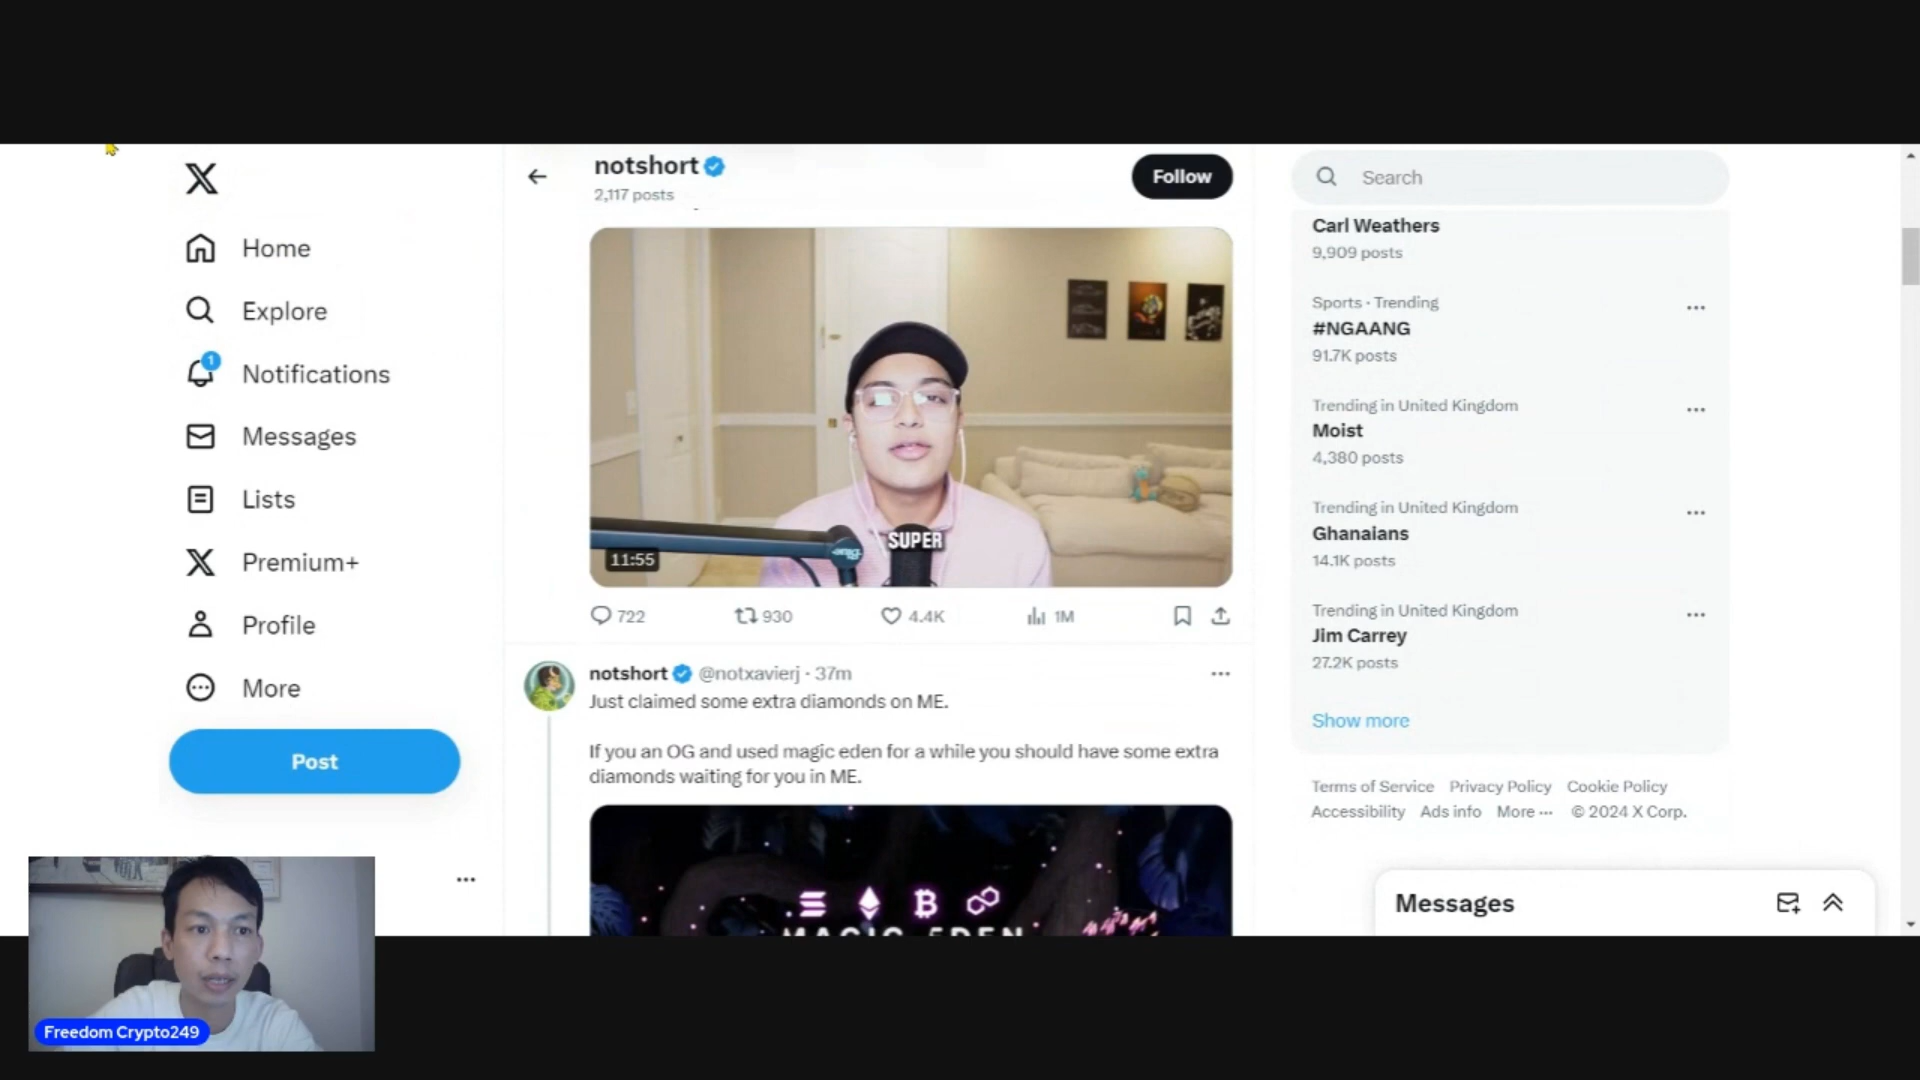 Home
Explore
1
Notifications
Messages
Lists
Premium+
Profile
More
Post
notshort
2,117 posts
Follow
SUPER
11:55
722
930
4.4K
1M
notshort @notxavierj · 37m
Just claimed some extra diamonds on ME.
If you an OG and used magic eden for a while you should have some extra
diamonds waiting for you in ME.
MAGIC EDEN
Search
Carl Weathers
9,909 posts
Sports · Trending
#NGAANG
91.7K posts
Trending in United Kingdom
Moist
4,380 posts
Trending in United Kingdom
Ghanaians
14.1K posts
Trending in United Kingdom
Jim Carrey
27.2K posts
Show more
Terms of Service Privacy Policy Cookie Policy
Accessibility Ads info More ··· © 2024 X Corp.
Messages
Freedom Crypto249